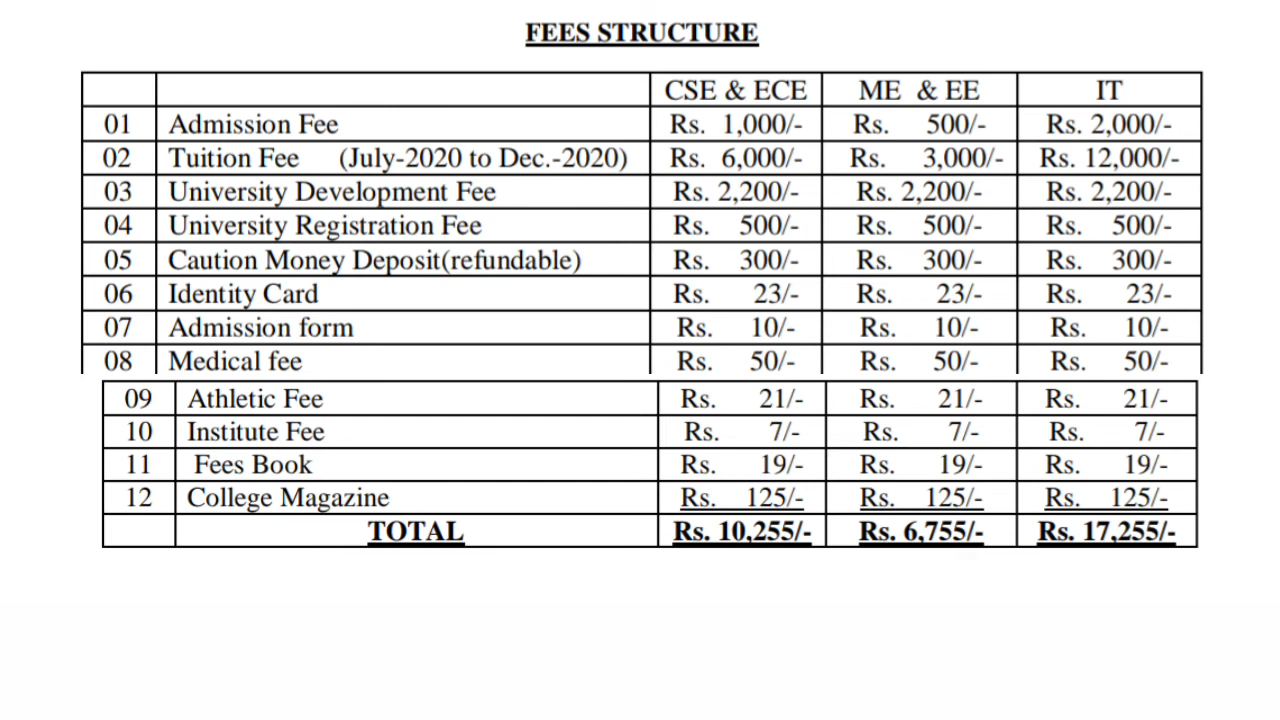 FEES STRUCTURE
CSE & ECE ME & EE IT
01 Admission Fee Rs. 1,000/- Rs. 500/- Rs. 2,000/-
02 Tuition Fee (July-2020 to Dec.-2020) Rs. 6,000/- Rs. 3,000/- Rs. 12,000/-
03 University Development Fee Rs. 2,200/- Rs. 2,200/- Rs. 2,200/-
04 University Registration Fee Rs. 500/- Rs. 500/- Rs. 500/-
05 Caution Money Deposit(refundable) Rs. 300/- Rs. 300/- Rs. 300/-
06 Identity Card Rs. 23/- Rs. 23/- Rs. 23/-
07 Admission form Rs. 10/- Rs. 10/- Rs. 10/-
08 Medical fee Rs. 50/- Rs. 50/- Rs. 50/-
09 Athletic Fee Rs. 21/- Rs. 21/- Rs. 21/-
10 Institute Fee Rs. 7/- Rs. 7/- Rs. 7/-
11 Fees Book Rs. 19/- Rs. 19/- Rs. 19/-
12 College Magazine Rs. 125/- Rs. 125/- Rs. 125/-
TOTAL Rs. 10,255/- Rs. 6,755/- Rs. 17,255/-